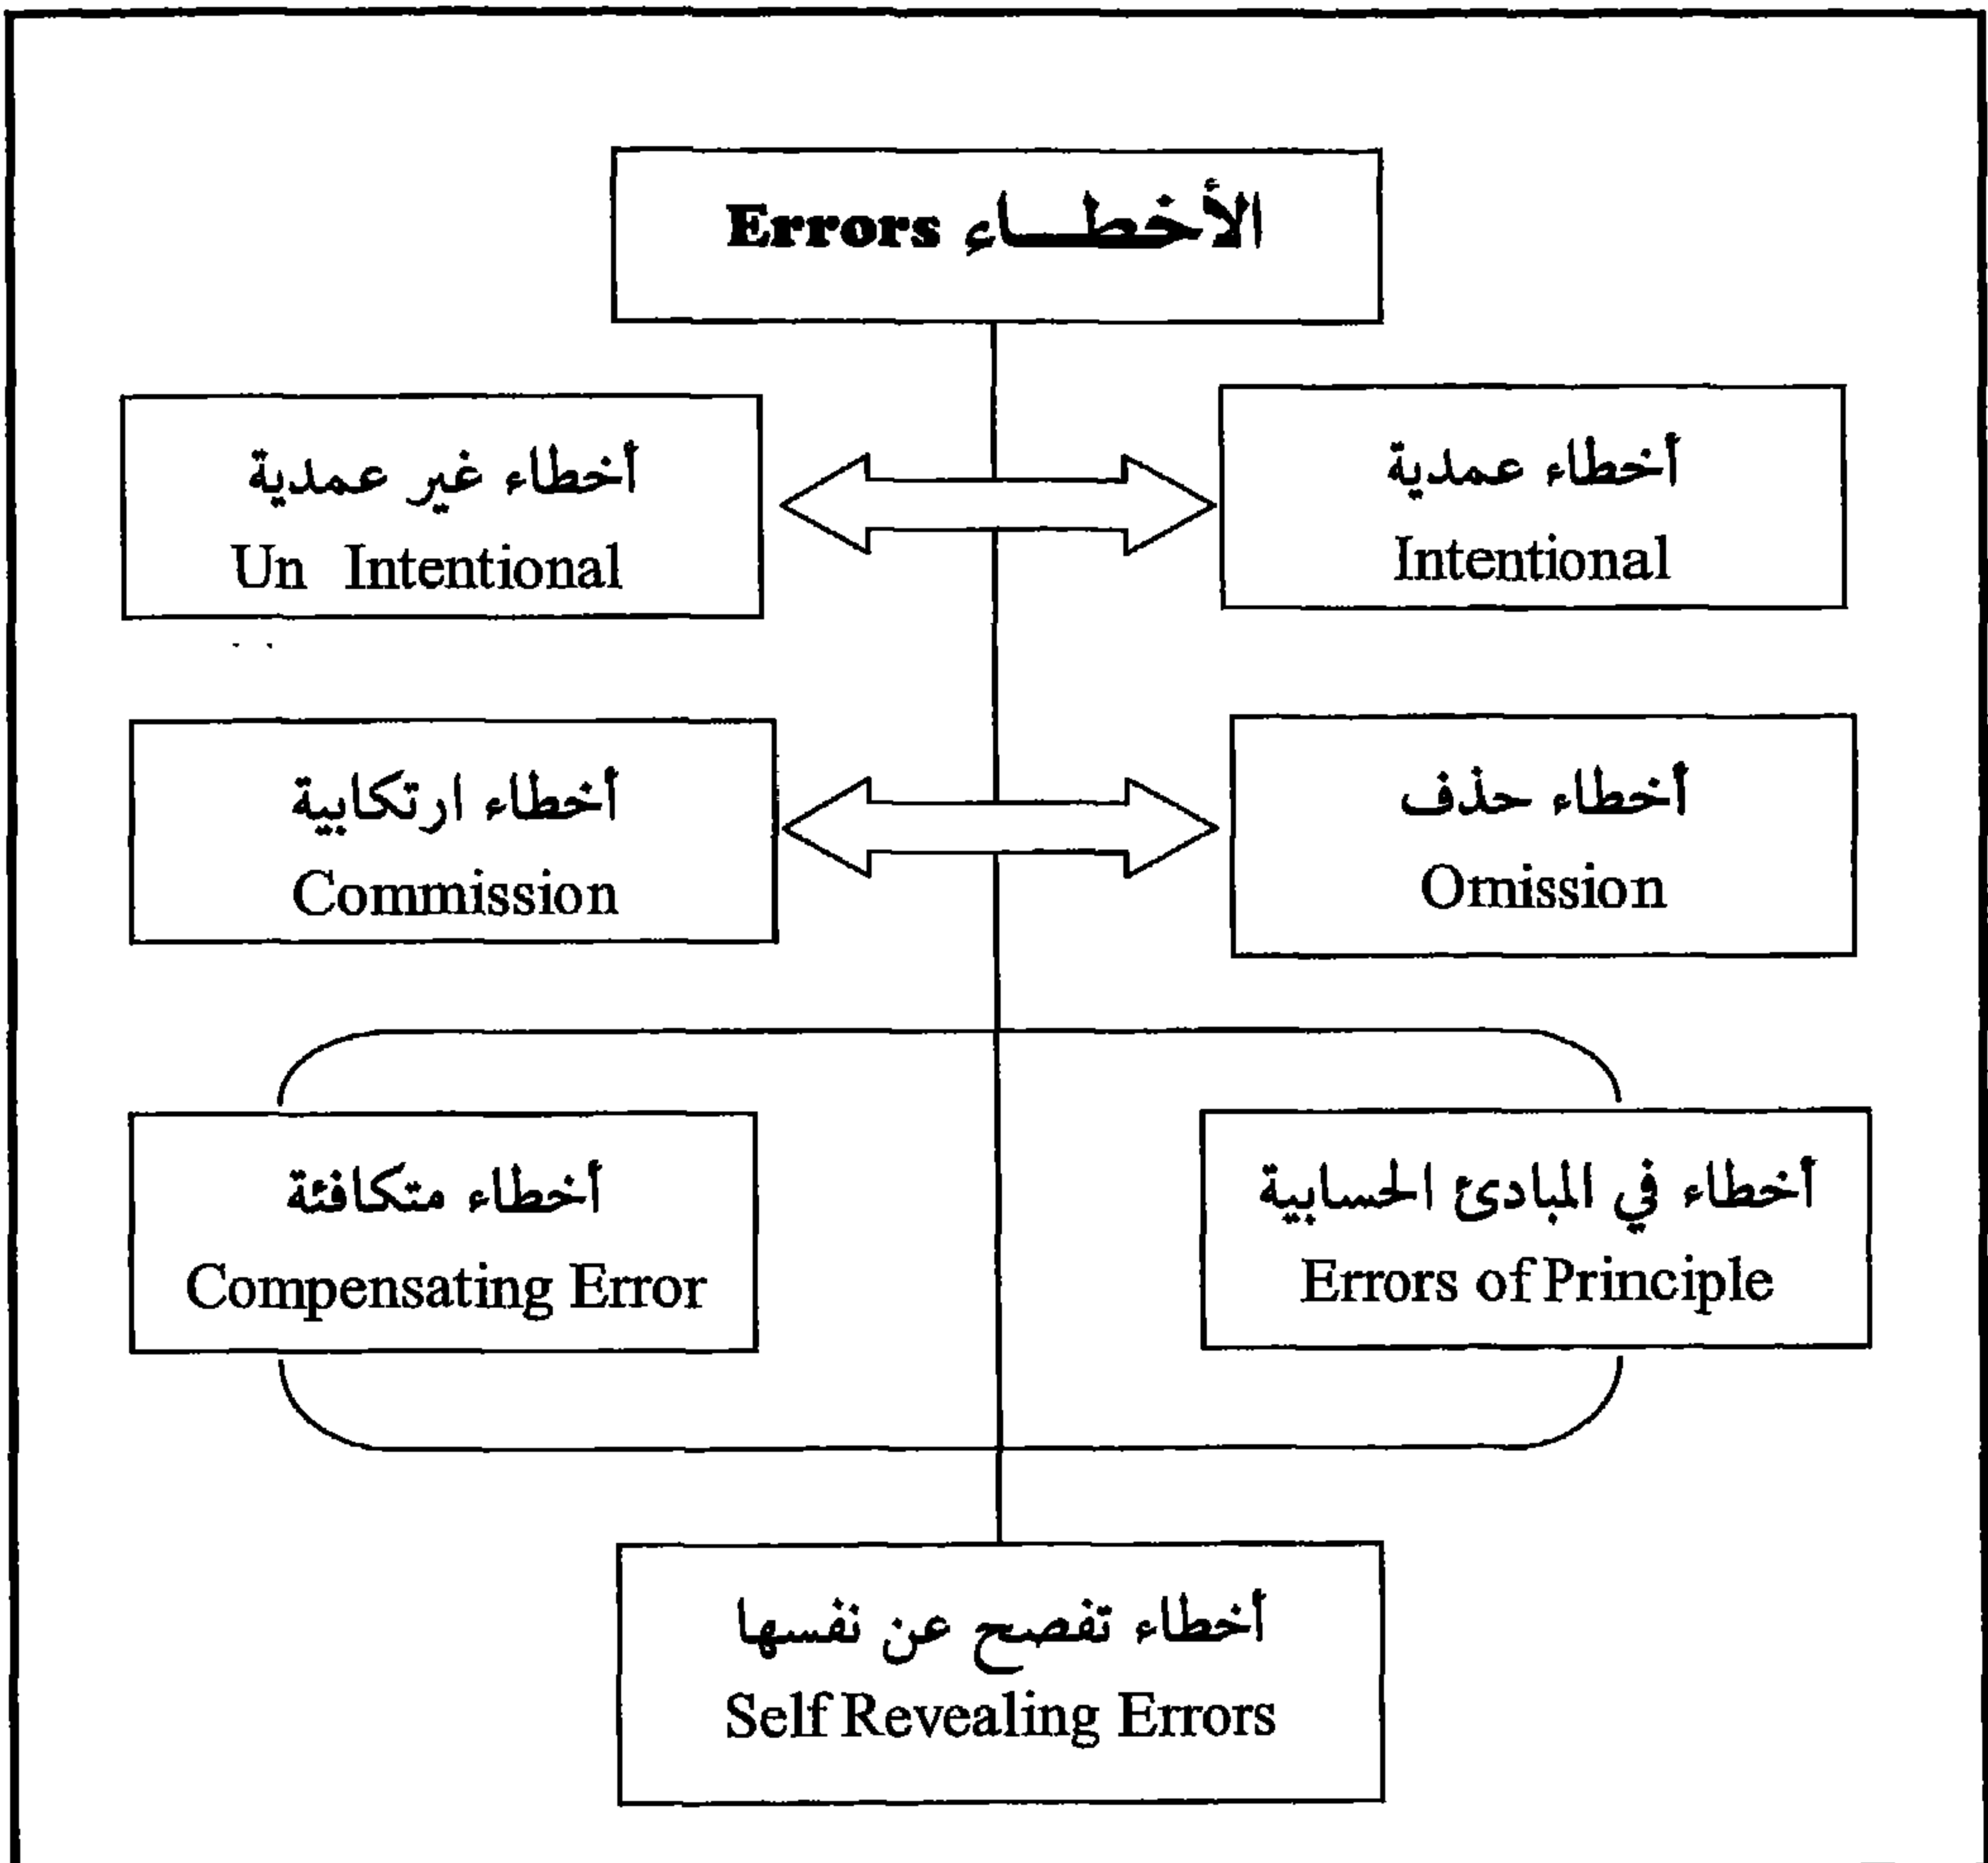 الأخطـــاء Errors
أخطاء عمدية
Intentional
أخطاء غير عمدية
Un Intentional
أخطاء حذف
Omission
أخطاء ارتكابية
Commission
أخطاء في المبادئ الحسابية
Errors of Principle
أخطاء متكافئة
Compensating Error
أخطاء تفصح عن نفسها
Self Revealing Errors